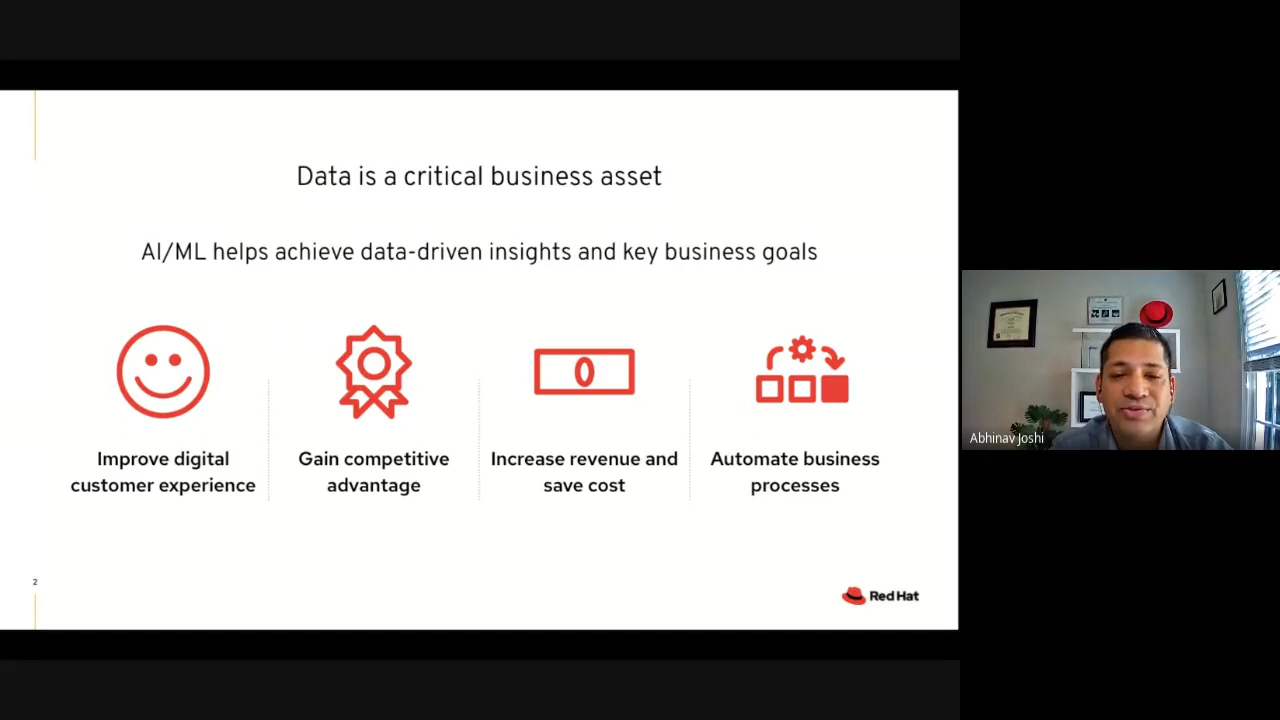 Data is a critical business asset
AI/ML helps achieve data-driven insights and key business goals
Improve digital
customer experience
Gain competitive
advantage
Increase revenue and
save cost
Automate business
processes
2
Red Hat
Abhinav Joshi